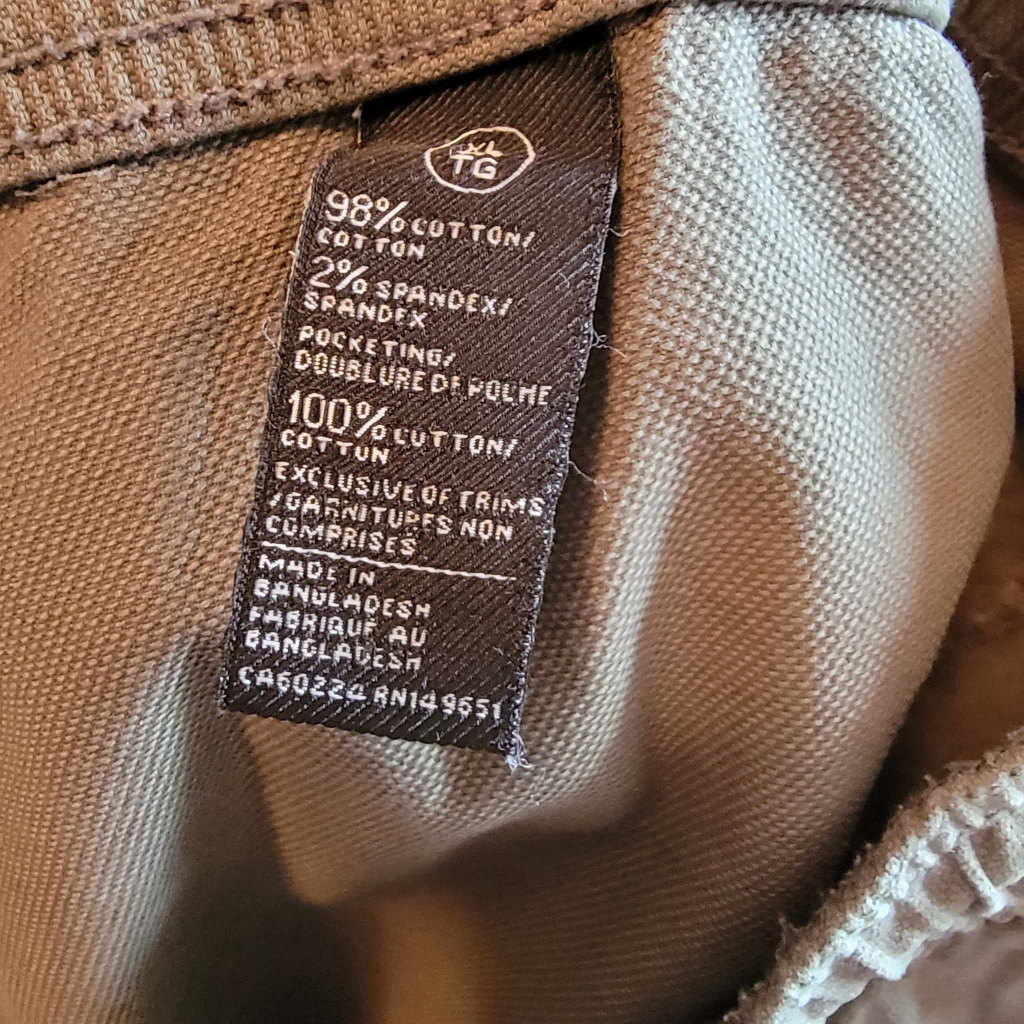 XL
TG
98% COTTON/
COTTON
2% SPANDEX/
SPANDEX
POCKETING/
DOUBLURE DE POCHE
100% COTTON/
COTTON
EXCLUSIVE OF TRIMS
/GARNITURES NON
COMPRISES
MADE IN
BANGLADESH
FABRIQUE AU
BANGLADESH
CA60224 RN149651